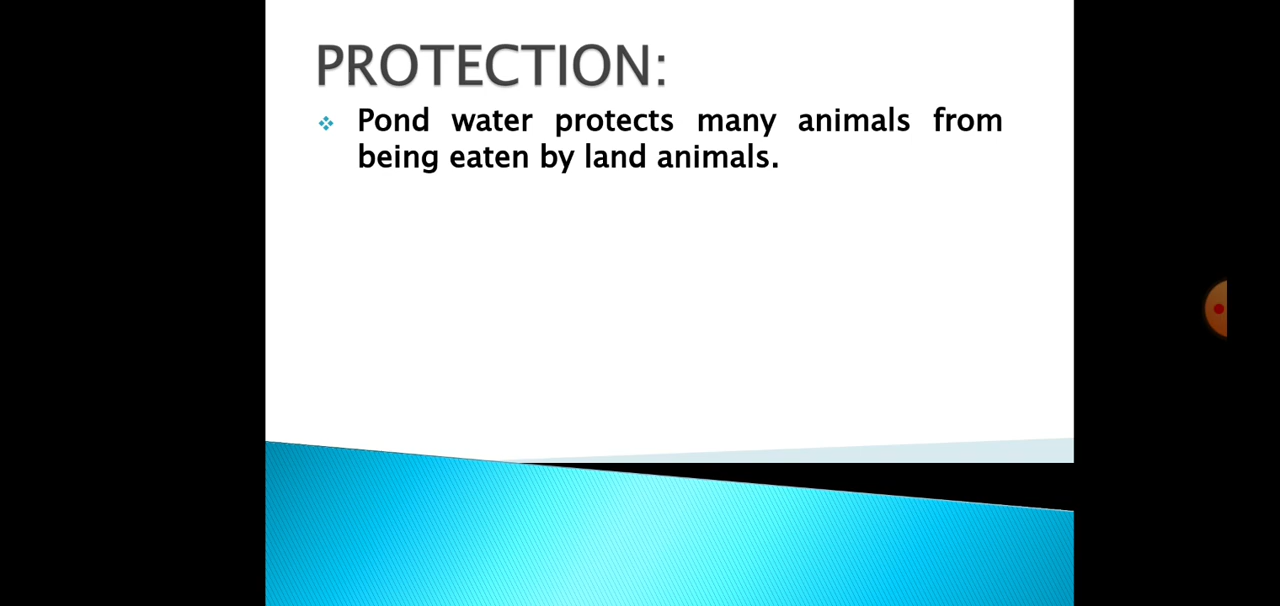 PROTECTION:
Pond water protects many animals from
being eaten by land animals.